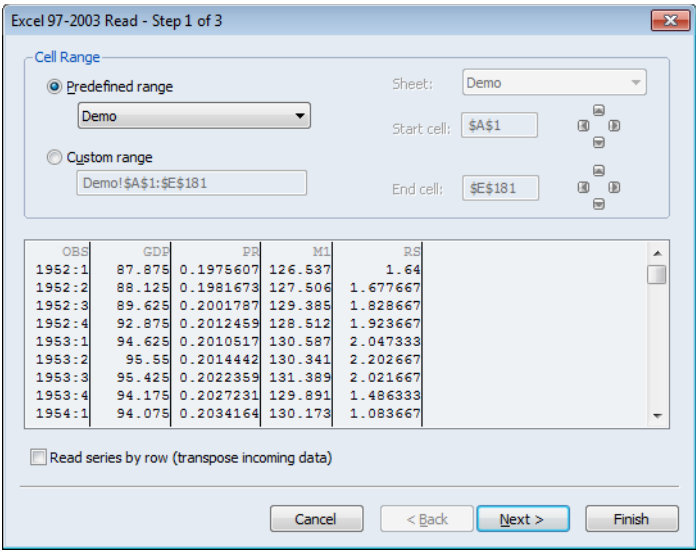 Excel 97-2003 Read - Step 1 of 3
Cell Range
Predefined range
Demo
Custom range
Demo!$A$1:$E$181
Sheet: Demo
Start cell: $A$1
End cell: $E$181
OBS GDP PR M1 RS
1952:1 87.875 0.1975607 126.537 1.64
1952:2 88.125 0.1981673 127.506 1.677667
1952:3 89.625 0.2001787 129.385 1.828667
1952:4 92.875 0.2012459 128.512 1.923667
1953:1 94.625 0.2010517 130.587 2.047333
1953:2 95.55 0.2014442 130.341 2.202667
1953:3 95.425 0.2022359 131.389 2.021667
1953:4 94.175 0.2027231 129.891 1.486333
1954:1 94.075 0.2034164 130.173 1.083667
Read series by row (transpose incoming data)
Cancel < Back Next > Finish